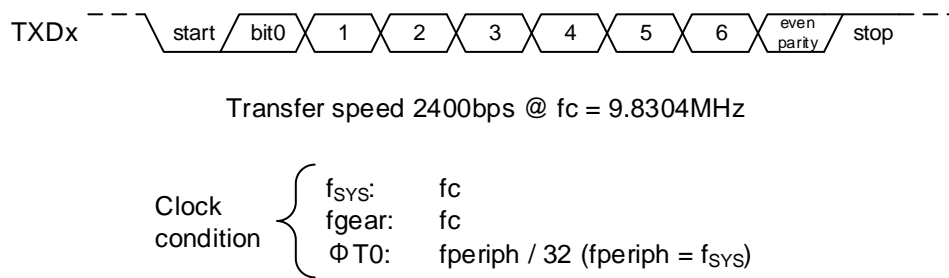 TXDx start bit0 1 2 3 4 5 6 even parity stop
Transfer speed 2400bps @ fc = 9.8304MHz
Clock condition
fSYS: fc
fgear: fc
ΦT0: fperiph / 32 (fperiph = fSYS)